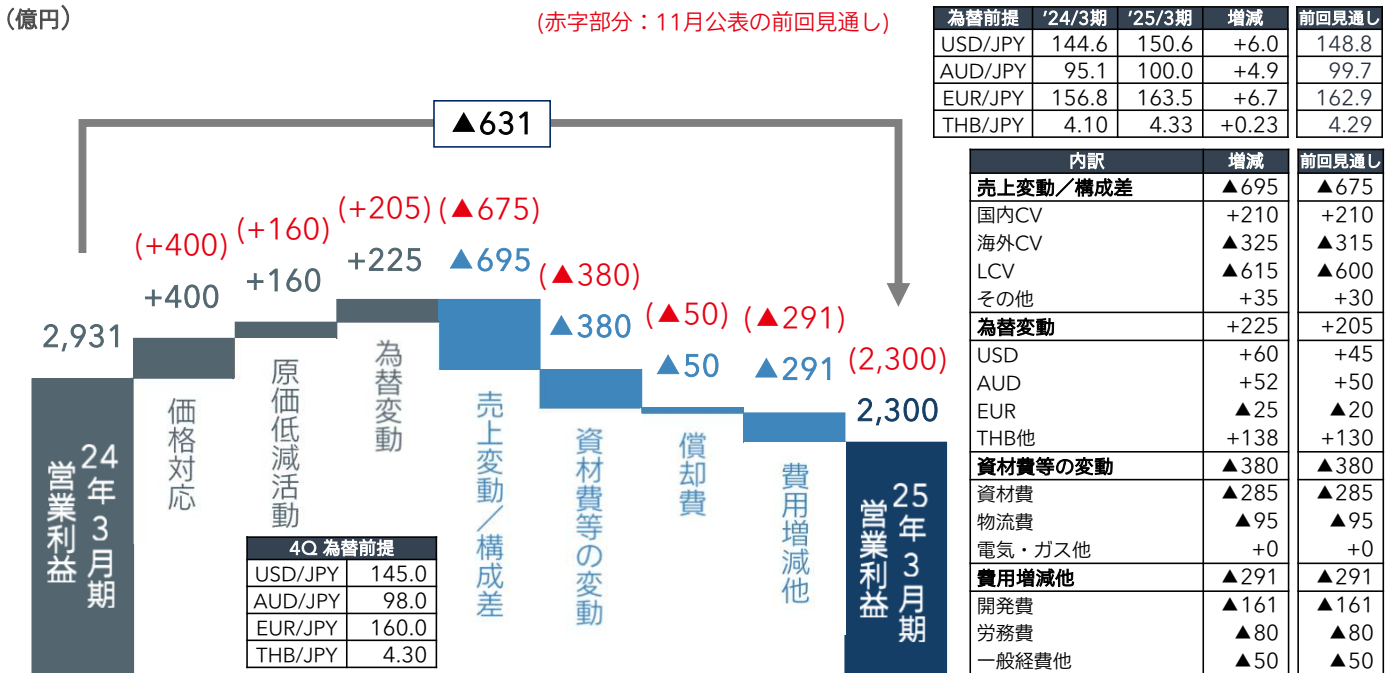 (億円)
(赤字部分：11月公表の前回見通し)
為替前提 '24/3期 '25/3期 増減 前回見通し
USD/JPY 144.6 150.6 +6.0 148.8
AUD/JPY 95.1 100.0 +4.9 99.7
EUR/JPY 156.8 163.5 +6.7 162.9
THB/JPY 4.10 4.33 +0.23 4.29
▲631
(+400)
(+160)
(+205)
(▲675)
(▲380)
(▲50)
(▲291)
(2,300)
2,931
+400
+160
+225
▲695
▲380
▲50
▲291
2,300
24年3月期
営業利益
価格対応
原価低減活動
為替変動
売上変動／構成差
資材費等の変動
償却費
費用増減他
25年3月期
営業利益
4Q 為替前提
USD/JPY 145.0
AUD/JPY 98.0
EUR/JPY 160.0
THB/JPY 4.30
内訳 増減 前回見通し
売上変動／構成差 ▲695 ▲675
国内CV +210 +210
海外CV ▲325 ▲315
LCV ▲615 ▲600
その他 +35 +30
為替変動 +225 +205
USD +60 +45
AUD +52 +50
EUR ▲25 ▲20
THB他 +138 +130
資材費等の変動 ▲380 ▲380
資材費 ▲285 ▲285
物流費 ▲95 ▲95
電気・ガス他 +0 +0
費用増減他 ▲291 ▲291
開発費 ▲161 ▲161
労務費 ▲80 ▲80
一般経費他 ▲50 ▲50